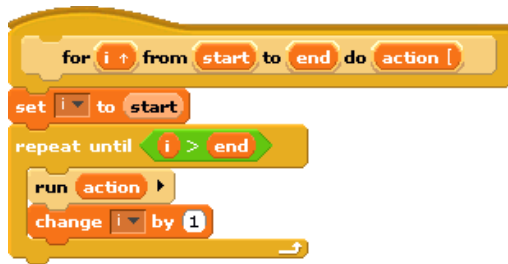 for i ↑ from start to end do action [
set i to start
repeat until i > end
run action
change i by 1